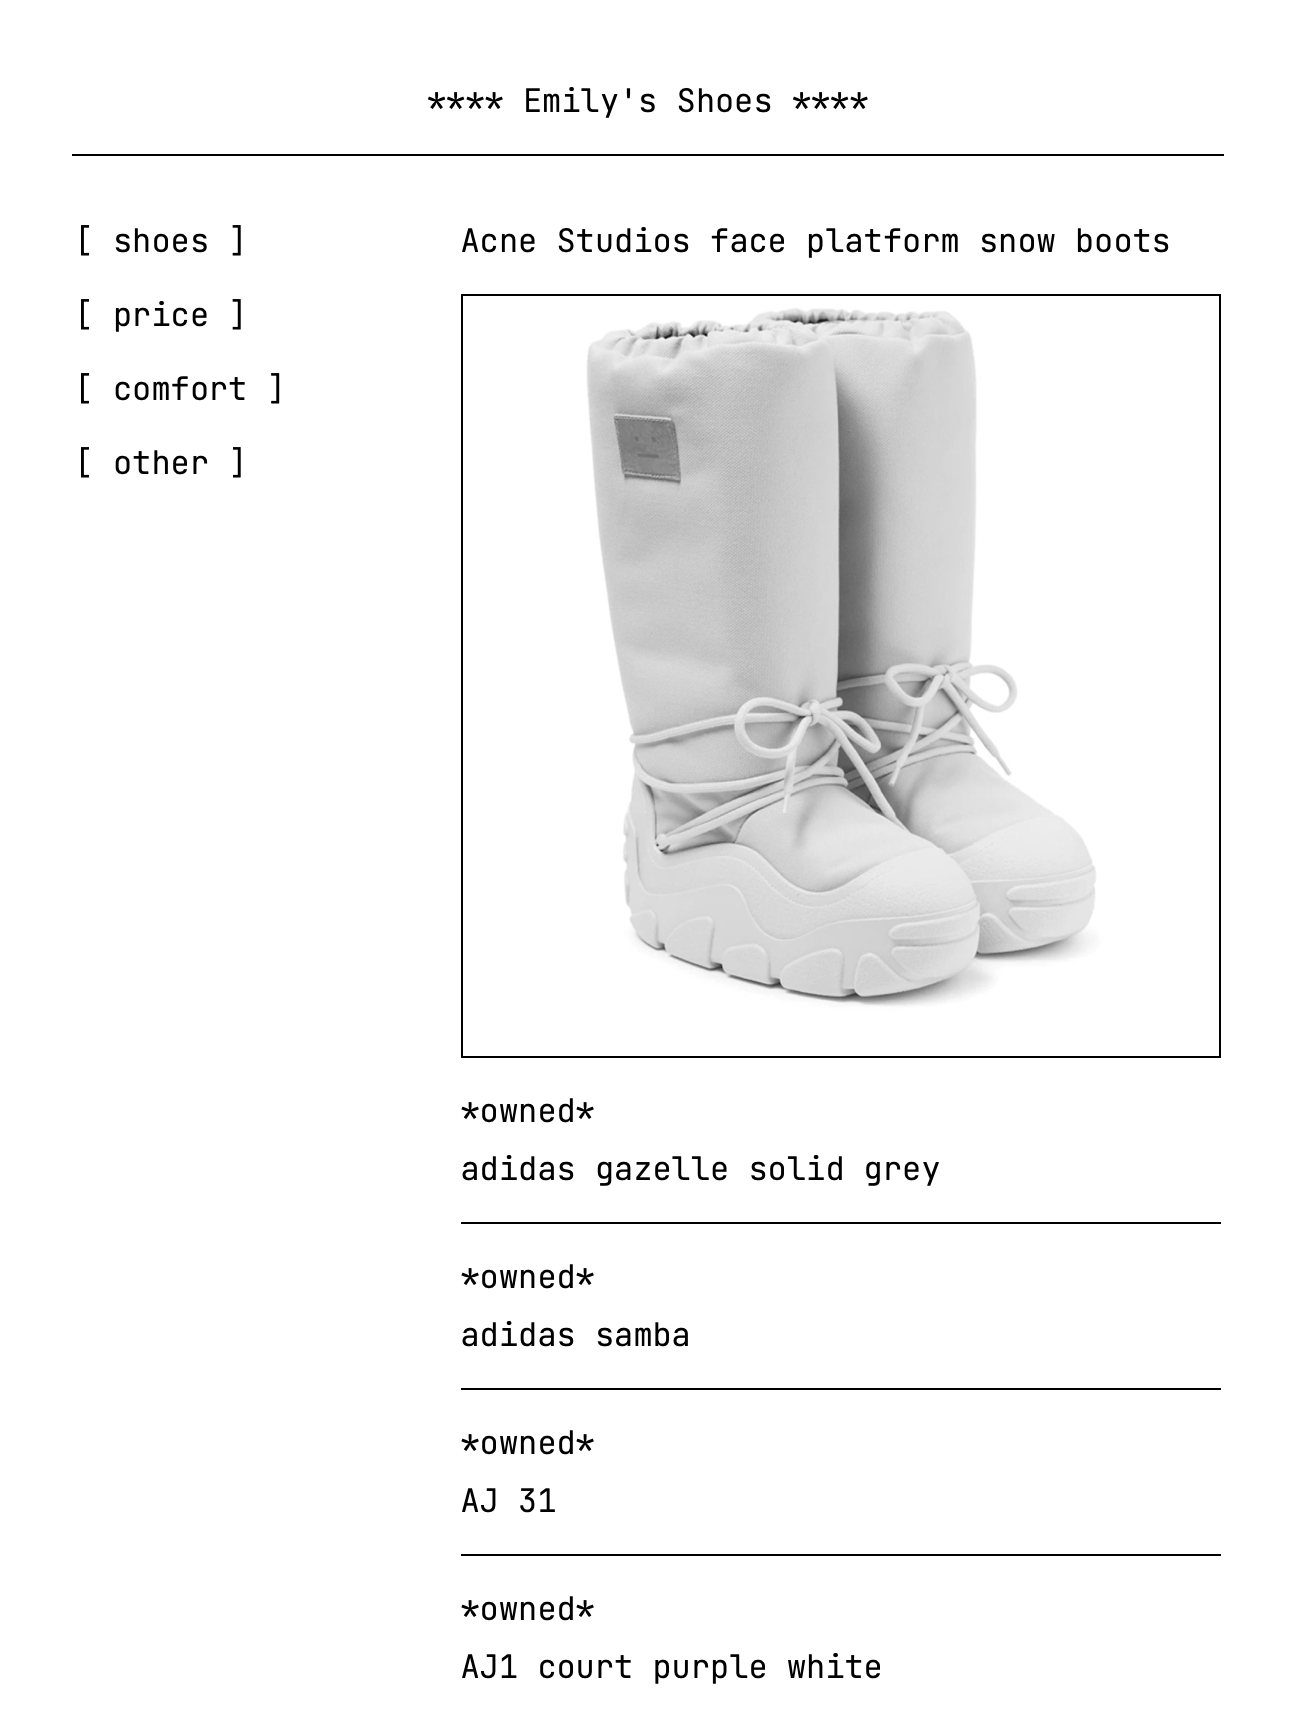 **** Emily's Shoes ****
[ shoes ]
[ price ]
[ comfort ]
[ other ]
Acne Studios face platform snow boots
*owned*
adidas gazelle solid grey
*owned*
adidas samba
*owned*
AJ 31
*owned*
AJ1 court purple white